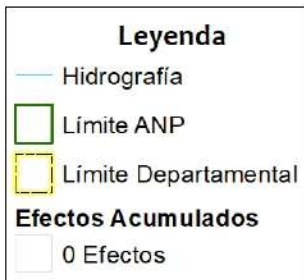 Leyenda
Hidrografía
Límite ANP
Límite Departamental
Efectos Acumulados
0 Efectos